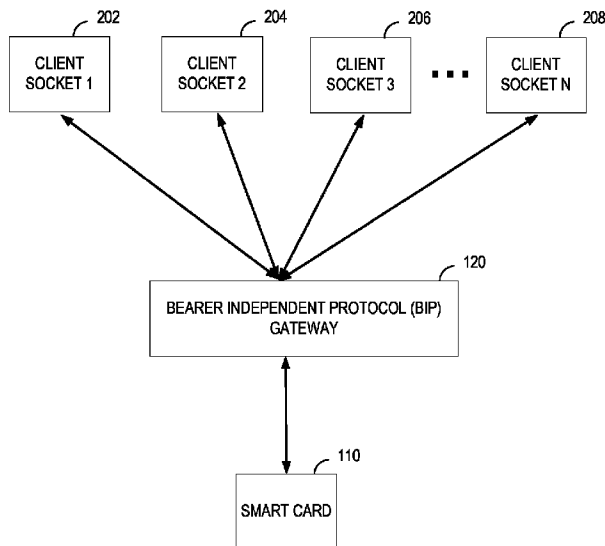 202
204
206
208
CLIENT
SOCKET 1
CLIENT
SOCKET 2
CLIENT
SOCKET 3
CLIENT
SOCKET N
120
BEARER INDEPENDENT PROTOCOL (BIP)
GATEWAY
110
SMART CARD